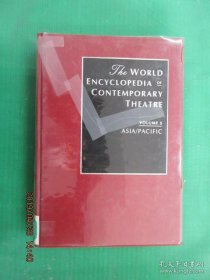 The WORLD
ENCYCLOPEDIA OF
CONTEMPORARY
THEATRE
VOLUME 5
ASIA/PACIFIC